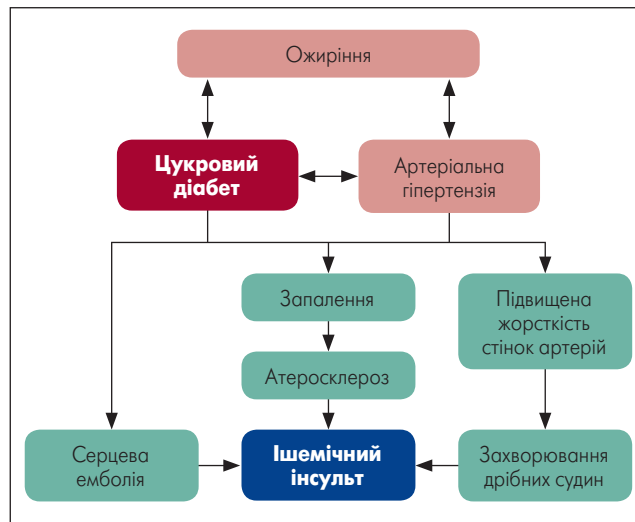 Ожиріння
Цукровий
діабет
Артеріальна
гіпертензія
Запалення
Підвищена
жорсткість
стінок артерій
Атеросклероз
Серцева
емболія
Ішемічний
інсульт
Захворювання
дрібних судин